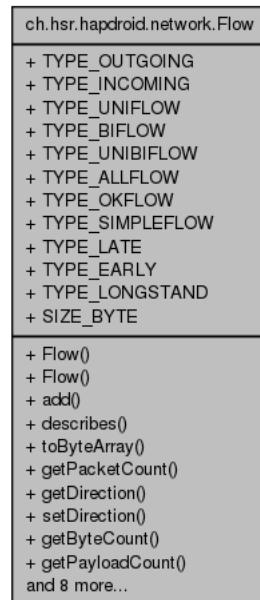 ch.hsr.hapdroid.network.Flow
+ TYPE_OUTGOING
+ TYPE_INCOMING
+ TYPE_UNIFLOW
+ TYPE_BIFLOW
+ TYPE_UNIBIFLOW
+ TYPE_ALLFLOW
+ TYPE_OKFLOW
+ TYPE_SIMPLEFLOW
+ TYPE_LATE
+ TYPE_EARLY
+ TYPE_LONGSTAND
+ SIZE_BYTE
+ Flow()
+ Flow()
+ add()
+ describes()
+ toByteArray()
+ getPacketCount()
+ getDirection()
+ setDirection()
+ getByteCount()
+ getPayloadCount()
and 8 more...